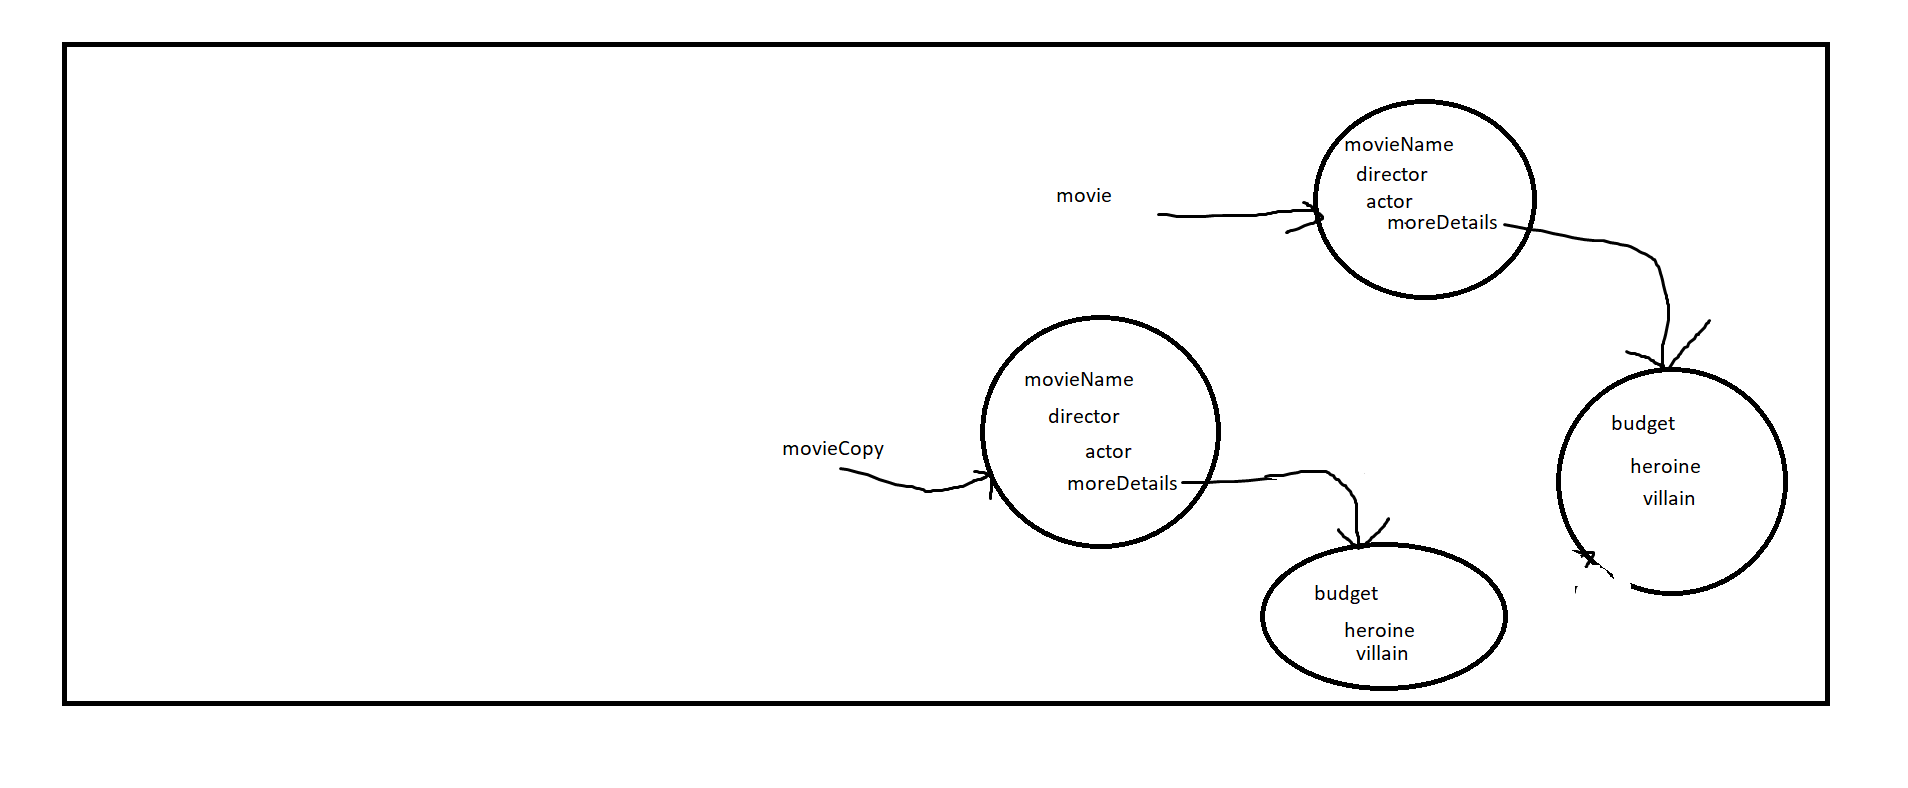 movie
movieName
director
actor
moreDetails
movieCopy
movieName
director
actor
moreDetails
budget
heroine
villain
budget
heroine
villain